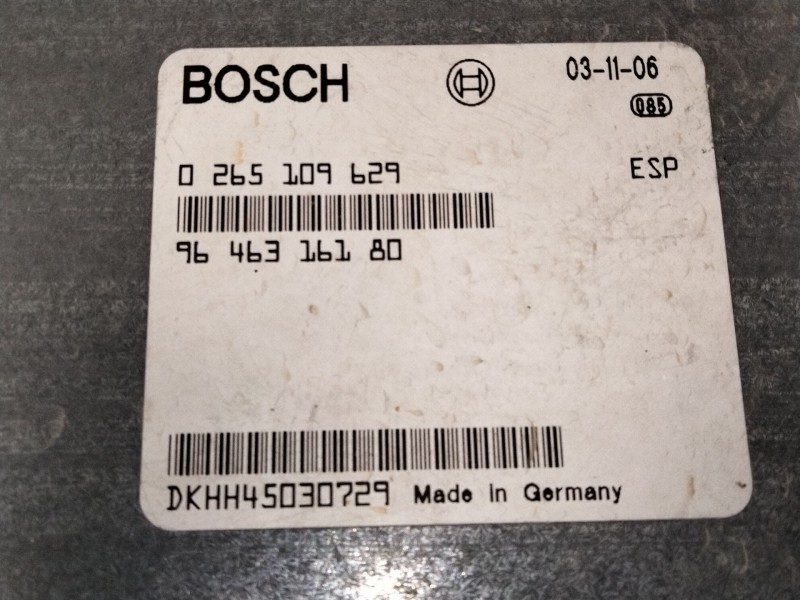 BOSCH 03-11-06
085
0 265 109 629 ESP
96 463 161 80
DKHH45030729 Made in Germany